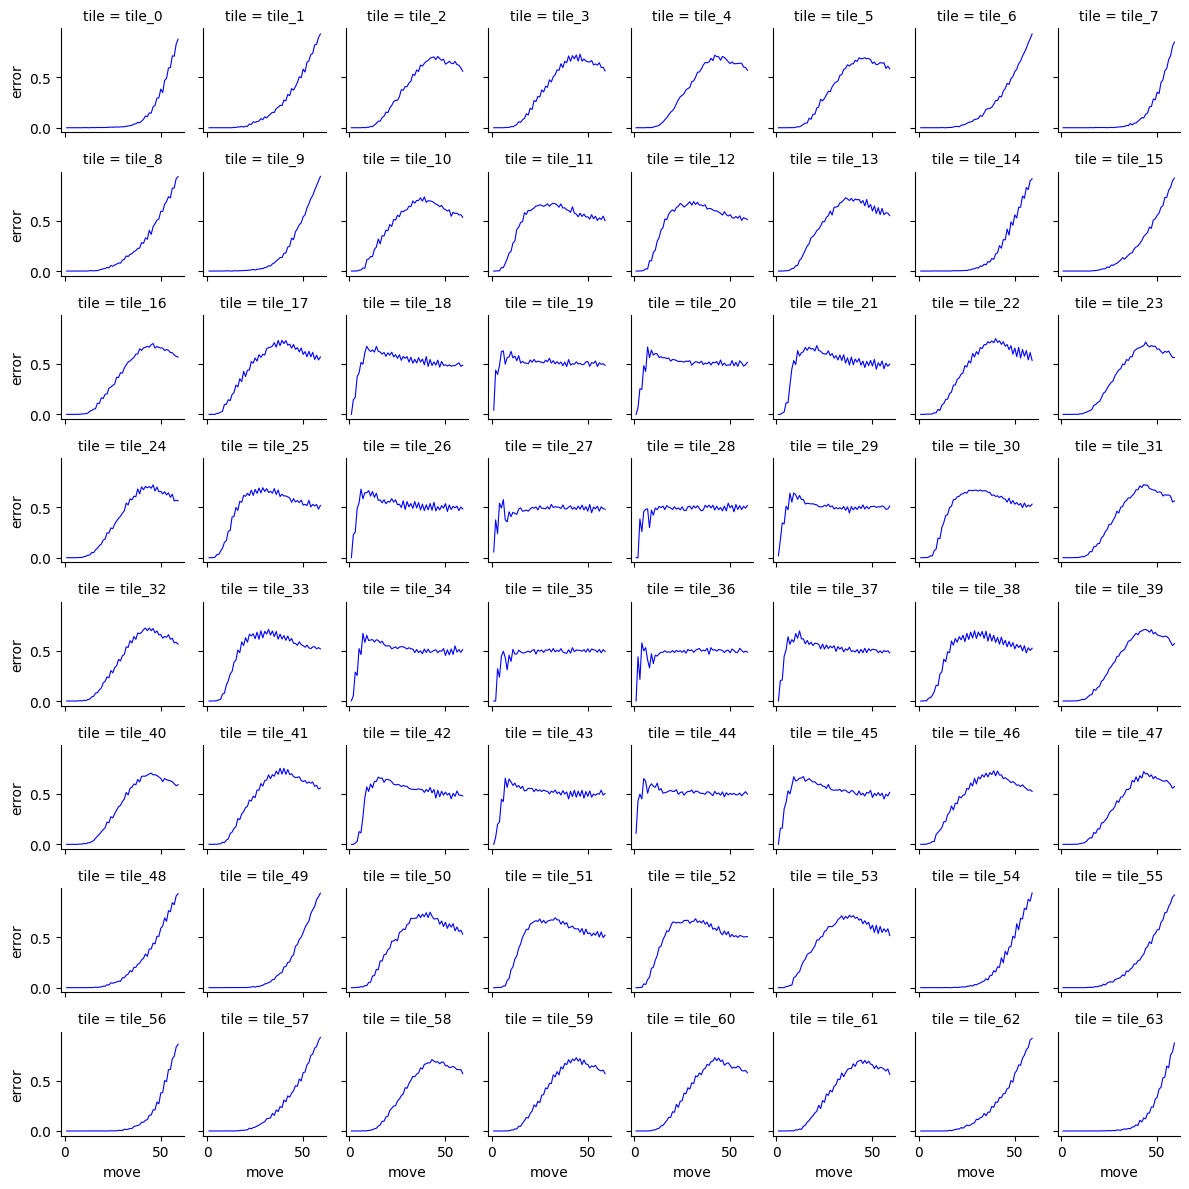 tile = tile_0 tile = tile_1 tile = tile_2 tile = tile_3 tile = tile_4 tile = tile_5 tile = tile_6 tile = tile_7
error
0.5
0.0
tile = tile_8 tile = tile_9 tile = tile_10 tile = tile_11 tile = tile_12 tile = tile_13 tile = tile_14 tile = tile_15
error
0.5
0.0
tile = tile_16 tile = tile_17 tile = tile_18 tile = tile_19 tile = tile_20 tile = tile_21 tile = tile_22 tile = tile_23
error
0.5
0.0
tile = tile_24 tile = tile_25 tile = tile_26 tile = tile_27 tile = tile_28 tile = tile_29 tile = tile_30 tile = tile_31
error
0.5
0.0
tile = tile_32 tile = tile_33 tile = tile_34 tile = tile_35 tile = tile_36 tile = tile_37 tile = tile_38 tile = tile_39
error
0.5
0.0
tile = tile_40 tile = tile_41 tile = tile_42 tile = tile_43 tile = tile_44 tile = tile_45 tile = tile_46 tile = tile_47
error
0.5
0.0
tile = tile_48 tile = tile_49 tile = tile_50 tile = tile_51 tile = tile_52 tile = tile_53 tile = tile_54 tile = tile_55
error
0.5
0.0
tile = tile_56 tile = tile_57 tile = tile_58 tile = tile_59 tile = tile_60 tile = tile_61 tile = tile_62 tile = tile_63
error
0.5
0.0
0 50 0 50 0 50 0 50 0 50 0 50 0 50 0 50
move move move move move move move move